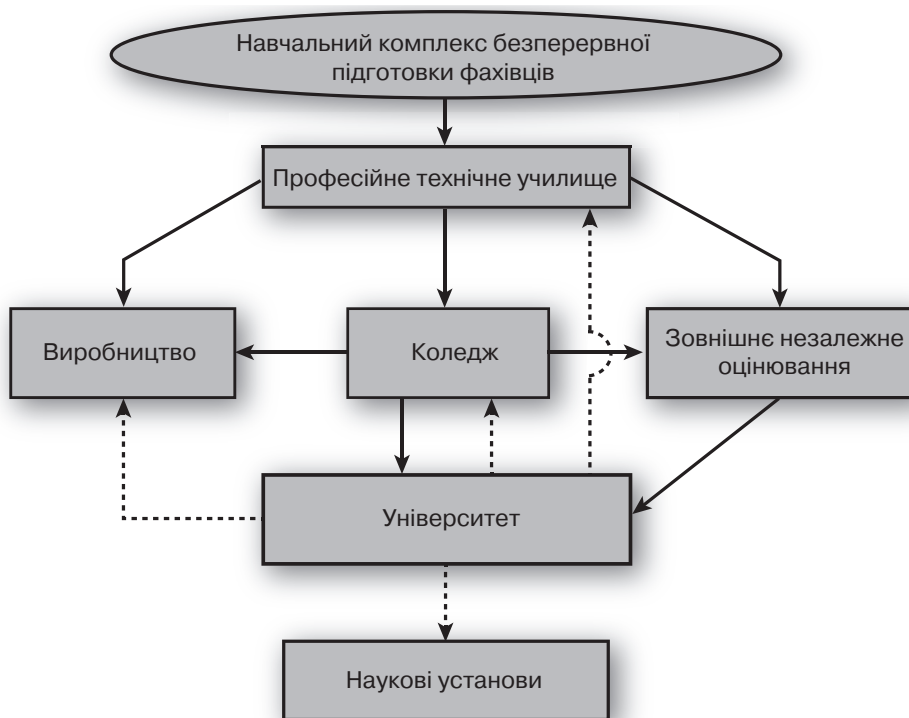 Навчальний комплекс безперервної
підготовки фахівців
Професійне технічне училище
Виробництво
Коледж
Зовнішнє незалежне
оцінювання
Університет
Наукові установи